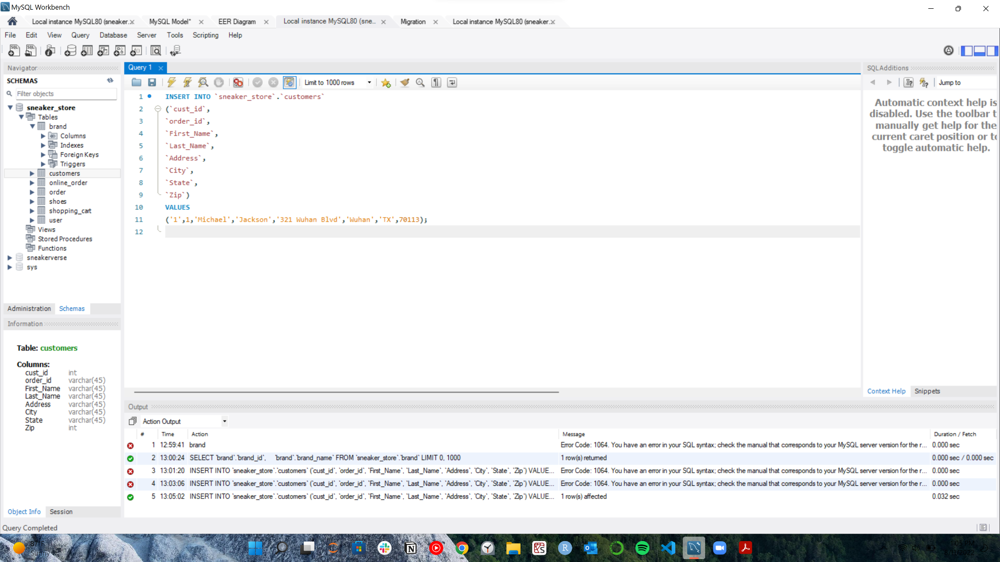 MySQL Workbench
Local instance MySQL80 (sneaker...
MySQL Model*
EER Diagram
Local instance MySQL80 (sne...
Migration
Local instance MySQL80 (sneaker...
File Edit View Query Database Server Tools Scripting Help
Navigator
SCHEMAS
Filter objects
sneaker_store
Tables
brand
Columns
Indexes
Foreign Keys
Triggers
customers
online_order
order
shoes
shopping_cart
user
Views
Stored Procedures
Functions
sneakerverse
sys
Administration Schemas
Information
Table: customers
Columns:
cust_id int
order_id varchar(45)
First_Name varchar(45)
Last_Name varchar(45)
Address varchar(45)
City varchar(45)
State varchar(45)
Zip int
Object Info Session
Query 1
Limit to 1000 rows
1 INSERT INTO `sneaker_store`.`customers`
2 (`cust_id`,
3 `order_id`,
4 `First_Name`,
5 `Last_Name`,
6 `Address`,
7 `City`,
8 `State`,
9 `Zip`)
10 VALUES
11 ('1',1,'Michael','Jackson','321 Wuhan Blvd','Wuhan','TX',70113);
12
SQLAdditions
Jump to
Automatic context help is
disabled. Use the toolbar t
manually get help for the
current caret position or to
toggle automatic help.
Context Help Snippets
Output
Action Output
# Time Action Message Duration / Fetch
1 12:59:41 brand Error Code: 1064. You have an error in your SQL syntax; check the manual that corresponds to your MySQL server version for the r... 0.000 sec
2 13:00:24 SELECT `brand`.`brand_id`, `brand`.`brand_name` FROM `sneaker_store`.`brand` LIMIT 0, 1000 1 row(s) returned 0.000 sec / 0.000 sec
3 13:01:20 INSERT INTO `sneaker_store`.`customers` (`cust_id`, `order_id`, `First_Name`, `Last_Name`, `Address`, `City`, `State`, `Zip`) VALUE... Error Code: 1064. You have an error in your SQL syntax; check the manual that corresponds to your MySQL server version for the r... 0.000 sec
4 13:03:06 INSERT INTO `sneaker_store`.`customers` (`cust_id`, `order_id`, `First_Name`, `Last_Name`, `Address`, `City`, `State`, `Zip`) VALUE... Error Code: 1064. You have an error in your SQL syntax; check the manual that corresponds to your MySQL server version for the r... 0.000 sec
5 13:05:02 INSERT INTO `sneaker_store`.`customers` (`cust_id`, `order_id`, `First_Name`, `Last_Name`, `Address`, `City`, `State`, `Zip`) VALUE... 1 row(s) affected 0.032 sec
Query Completed
87°F
Sunny
1:05 PM
8/11/2022